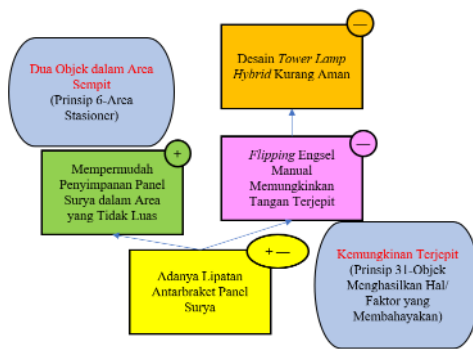 —
Desain Tower Lamp
Hybrid Kurang Aman
Dua Objek dalam Area
Sempit
(Prinsip 6-Area
Stasioner)
+
Mempermudah
Penyimpanan Panel
Surya dalam Area
yang Tidak Luas
—
Flipping Engsel
Manual
Memungkinkan
Tangan Terjepit
+ —
Adanya Lipatan
Antarbraket Panel
Surya
Kemungkinan Terjepit
(Prinsip 31-Objek
Menghasilkan Hal/
Faktor yang
Membahayakan)